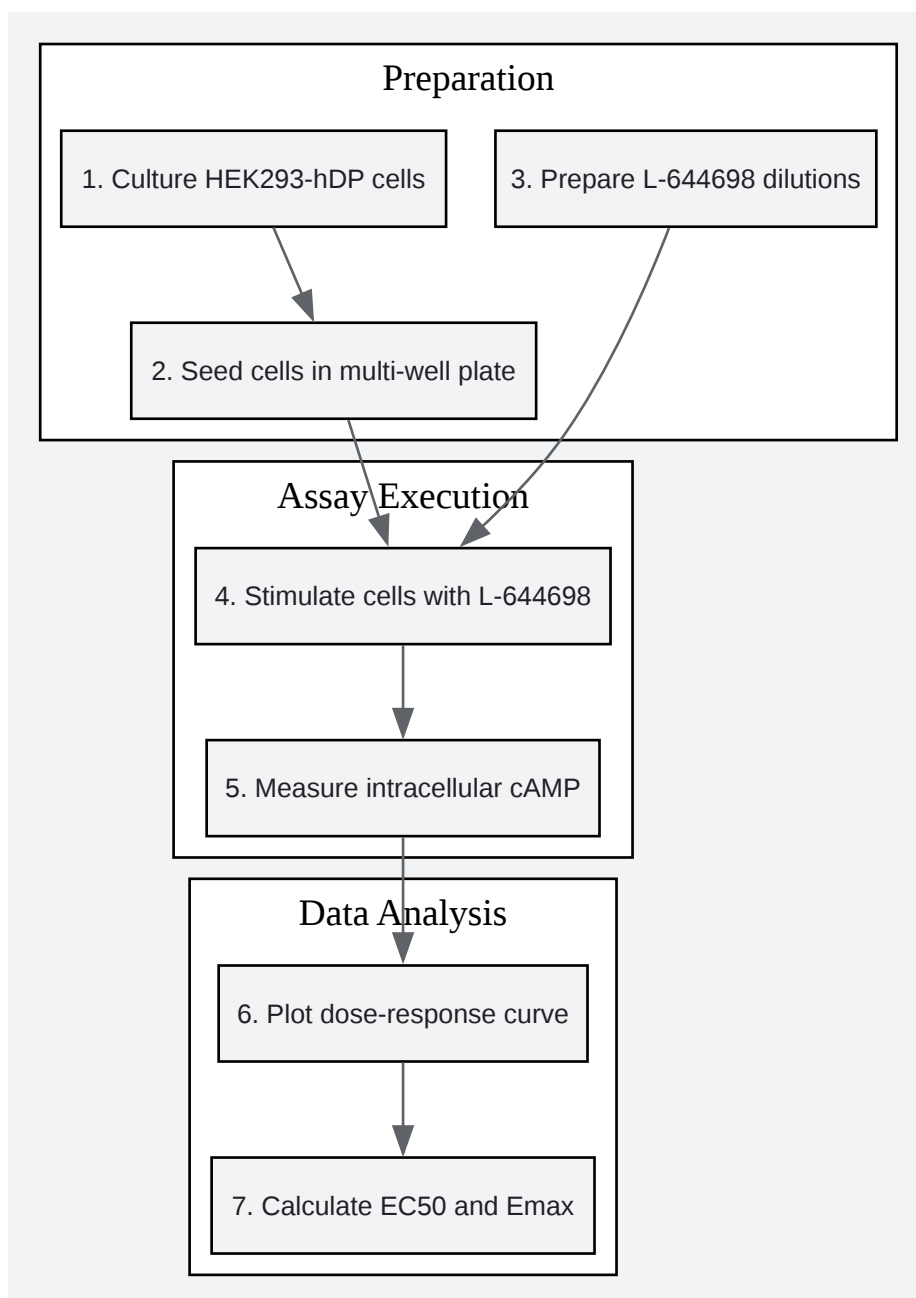 Preparation
1. Culture HEK293-hDP cells
3. Prepare L-644698 dilutions
2. Seed cells in multi-well plate
Assay Execution
4. Stimulate cells with L-644698
5. Measure intracellular cAMP
Data Analysis
6. Plot dose-response curve
7. Calculate EC50 and Emax